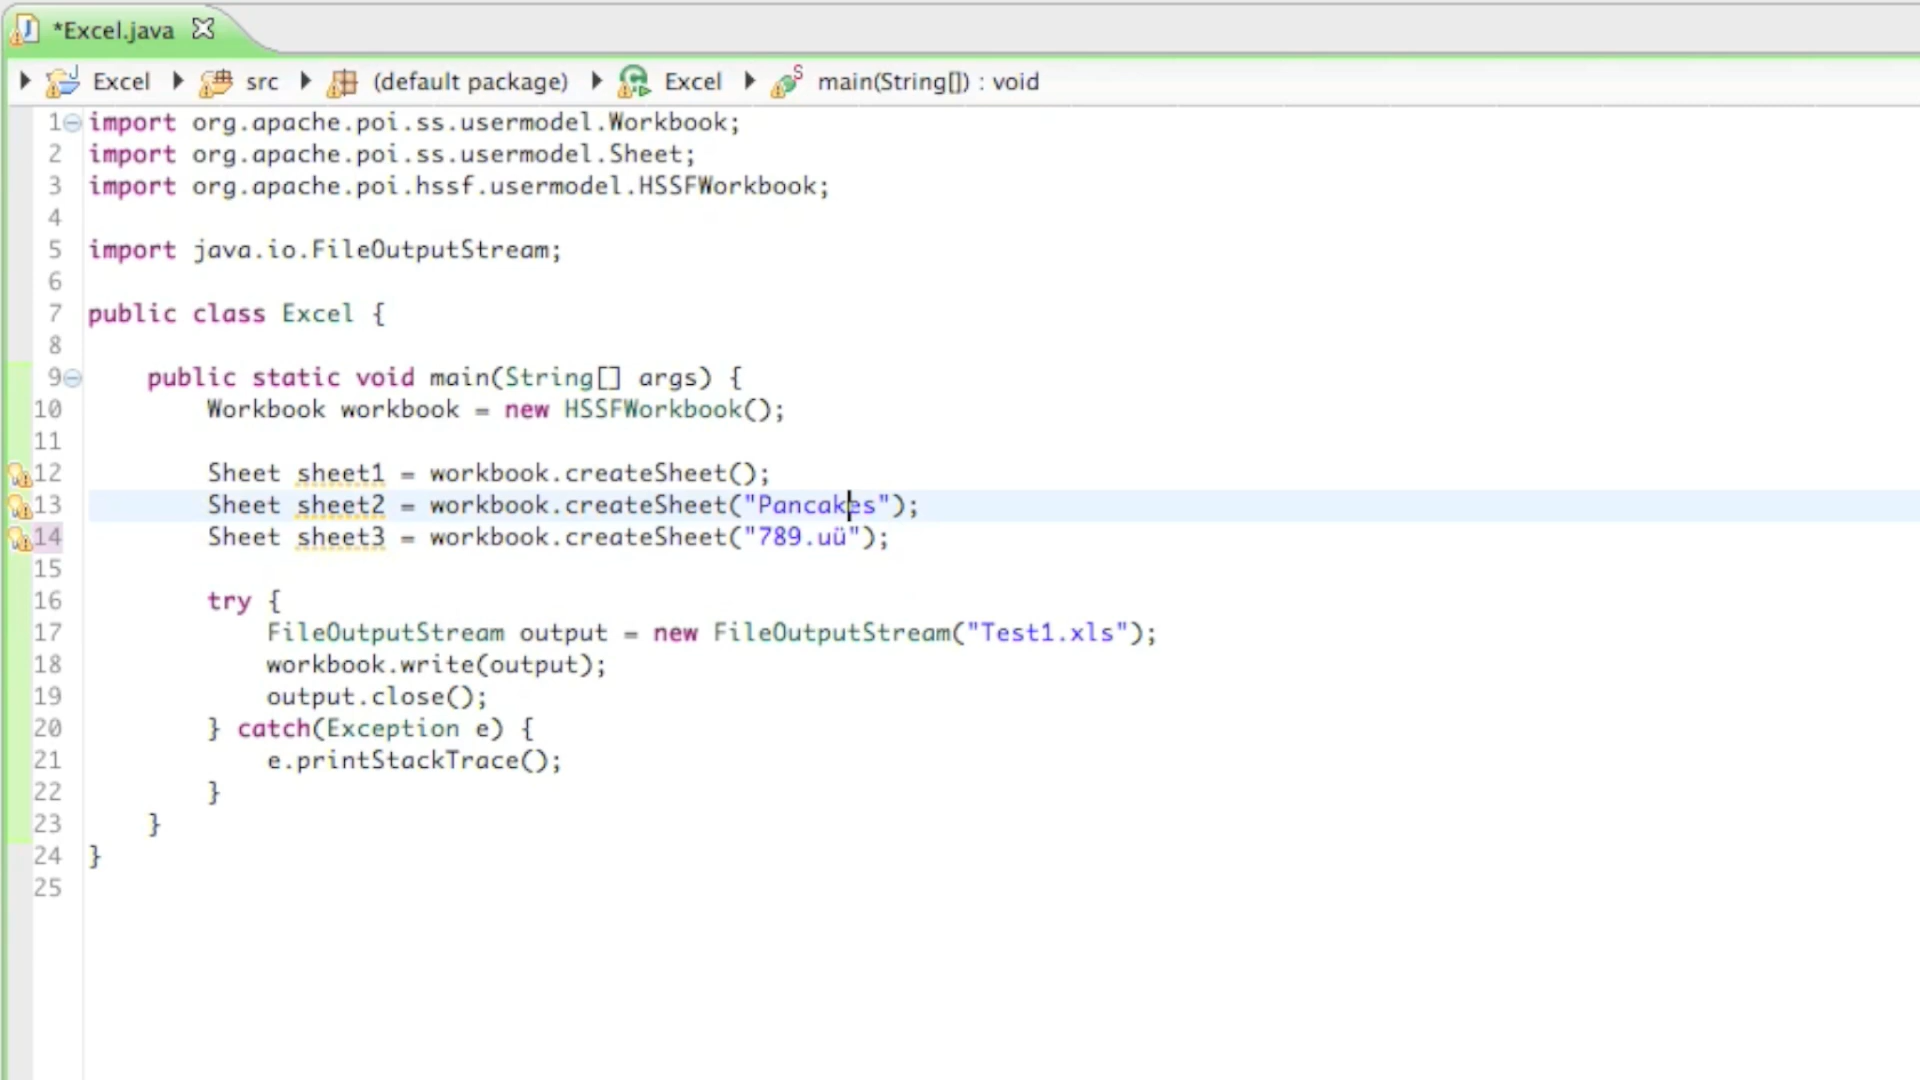 *Excel.java
Excel src (default package) Excel main(String[]) : void
1 import org.apache.poi.ss.usermodel.Workbook;
2 import org.apache.poi.ss.usermodel.Sheet;
3 import org.apache.poi.hssf.usermodel.HSSFWorkbook;
4
5 import java.io.FileOutputStream;
6
7 public class Excel {
8
9     public static void main(String[] args) {
10         Workbook workbook = new HSSFWorkbook();
11
12         Sheet sheet1 = workbook.createSheet();
13         Sheet sheet2 = workbook.createSheet("Pancakes");
14         Sheet sheet3 = workbook.createSheet("789.uü");
15
16         try {
17             FileOutputStream output = new FileOutputStream("Test1.xls");
18             workbook.write(output);
19             output.close();
20         } catch(Exception e) {
21             e.printStackTrace();
22         }
23     }
24 }
25